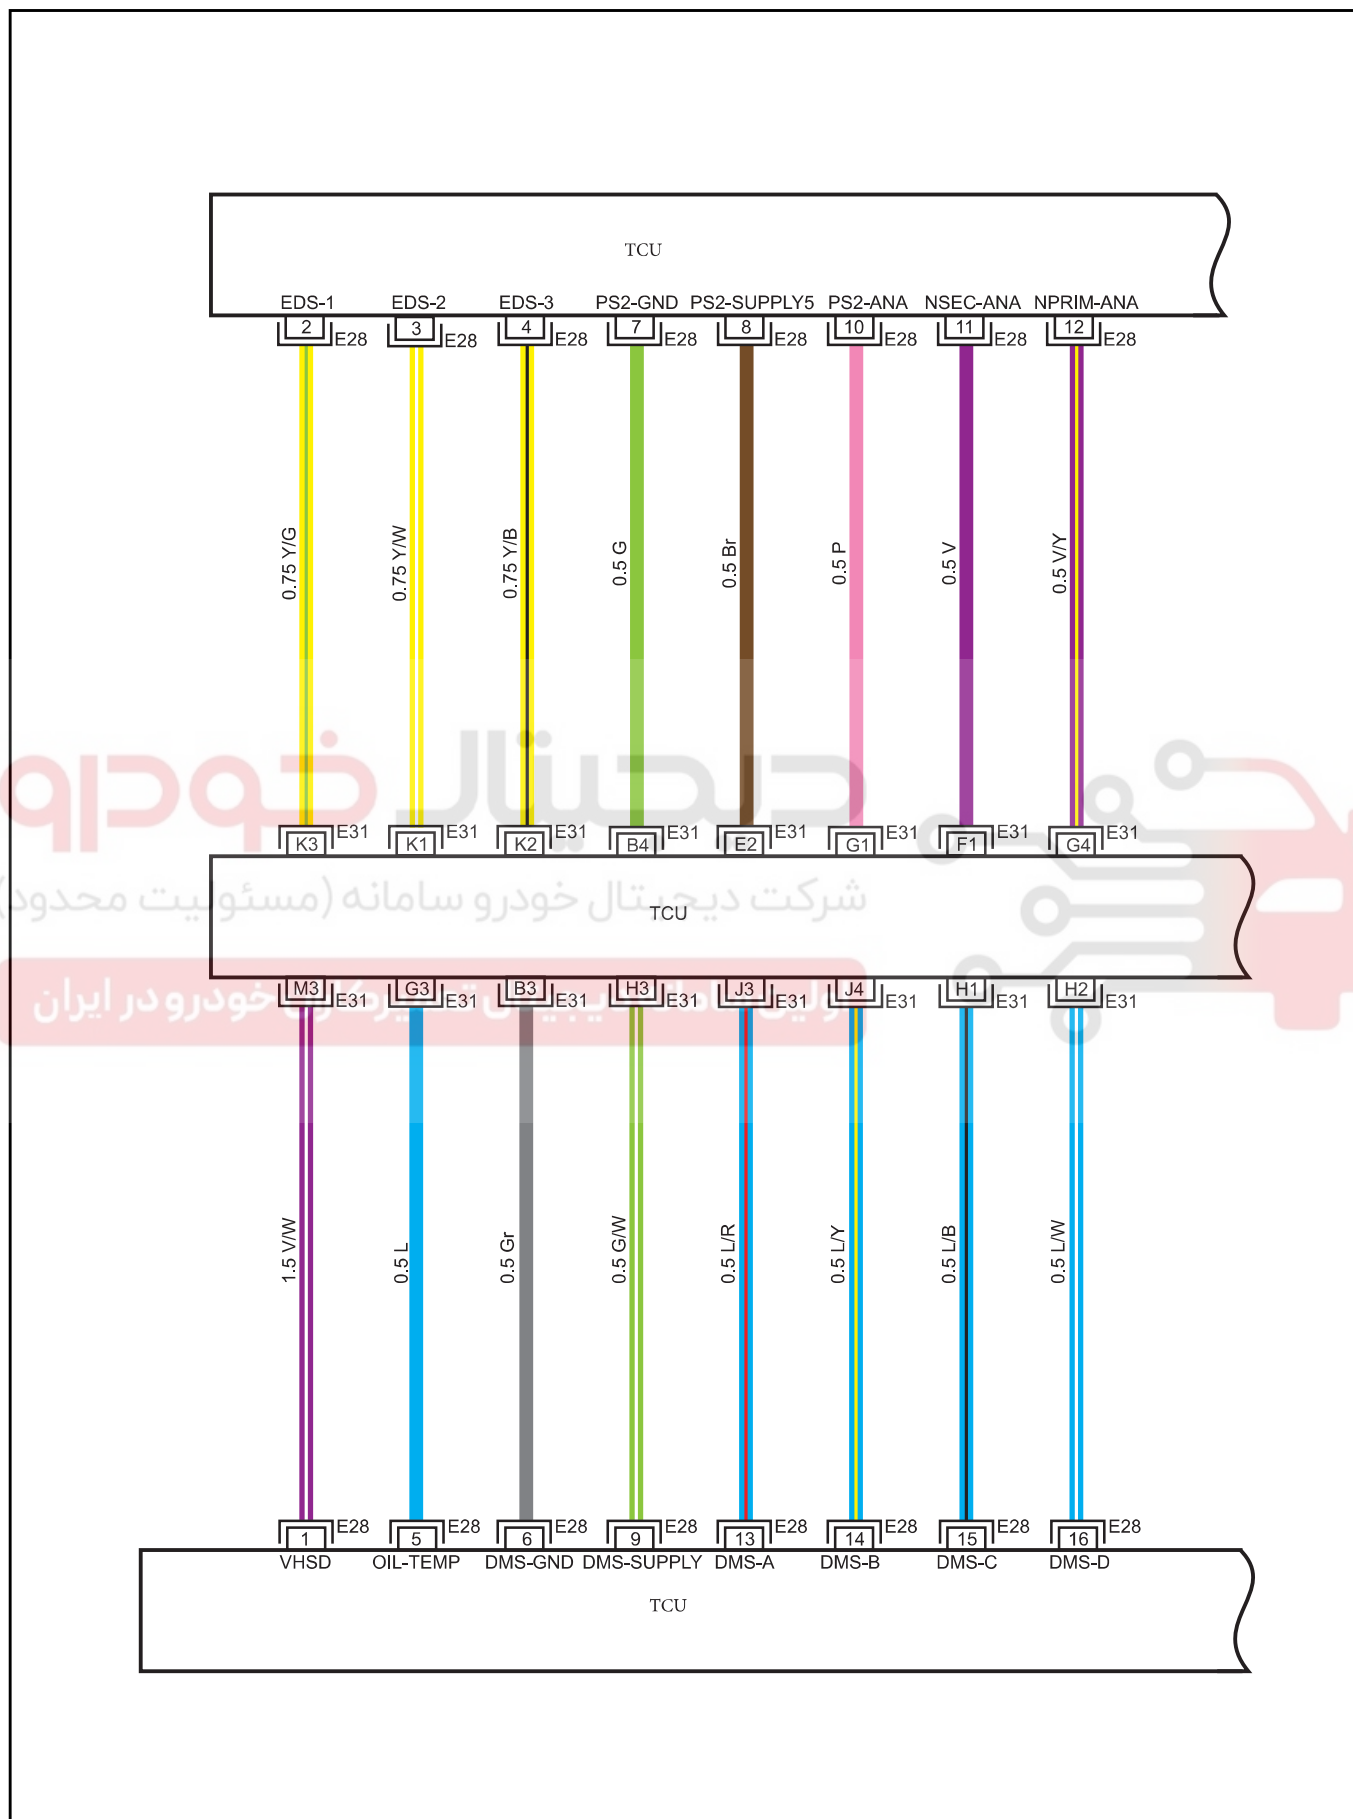 TCU
EDS-1 EDS-2 EDS-3 PS2-GND PS2-SUPPLY5 PS2-ANA NSEC-ANA NPRIM-ANA
2 E28 3 E28 4 E28 7 E28 8 E28 10 E28 11 E28 12 E28
0.75 Y/G 0.75 Y/W 0.75 Y/B 0.5 G 0.5 Br 0.5 P 0.5 V 0.5 V/Y
دیجیتال خودرو
K3 E31 K1 E31 K2 E31 B4 E31 E2 E31 G1 E31 F1 E31 G4 E31
شرکت دیجیتال خودرو سامانه (مسئولیت محدود)
TCU
M3 E31 G3 E31 B3 E31 H3 E31 J3 E31 J4 E31 H1 E31 H2 E31
اولین سامانه دیجیتال تعمیرکاران خودرو در ایران
1.5 V/W 0.5 L 0.5 Gr 0.5 G/W 0.5 L/R 0.5 L/Y 0.5 L/B 0.5 L/W
1 E28 5 E28 6 E28 9 E28 13 E28 14 E28 15 E28 16 E28
VHSD OIL-TEMP DMS-GND DMS-SUPPLY DMS-A DMS-B DMS-C DMS-D
TCU